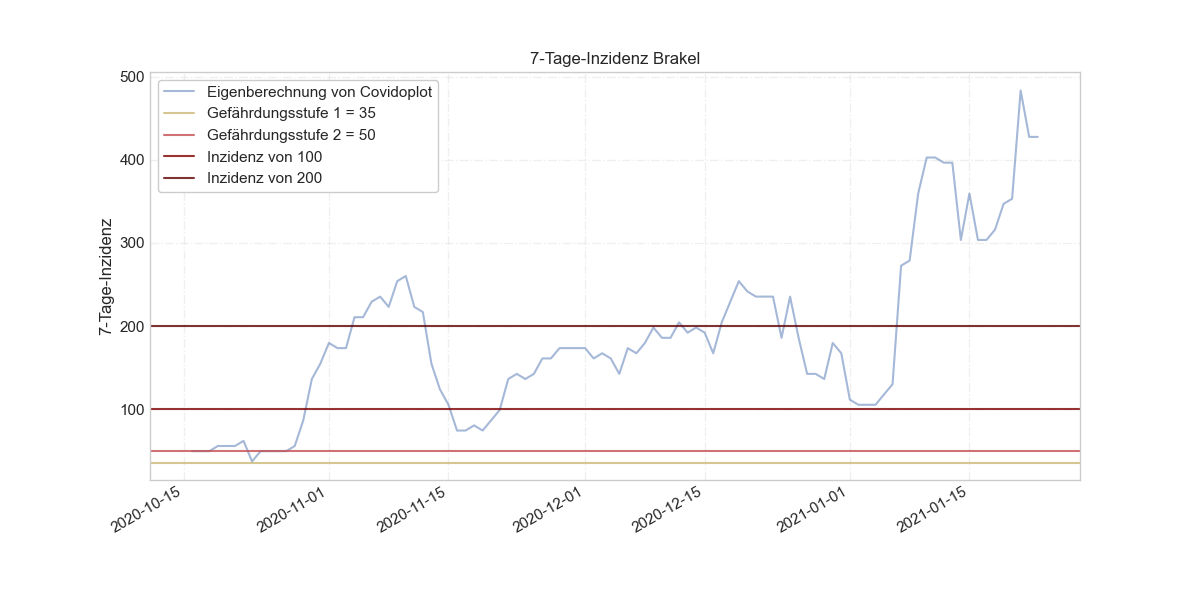 7-Tage-Inzidenz Brakel
500
400
300
200
100
7-Tage-Inzidenz
Eigenberechnung von Covidoplot
Gefährdungsstufe 1 = 35
Gefährdungsstufe 2 = 50
Inzidenz von 100
Inzidenz von 200
2020-10-15
2020-11-01
2020-11-15
2020-12-01
2020-12-15
2021-01-01
2021-01-15